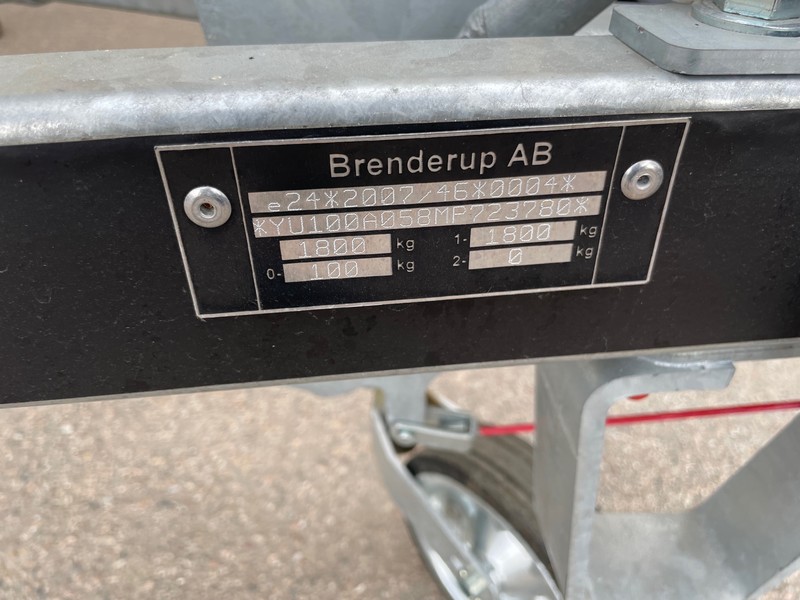 Brenderup AB
e24*2007/46*0004*
*YU100A058MP723780*
1800 kg 1- 1800 kg
0- 100 kg 2- 0 kg